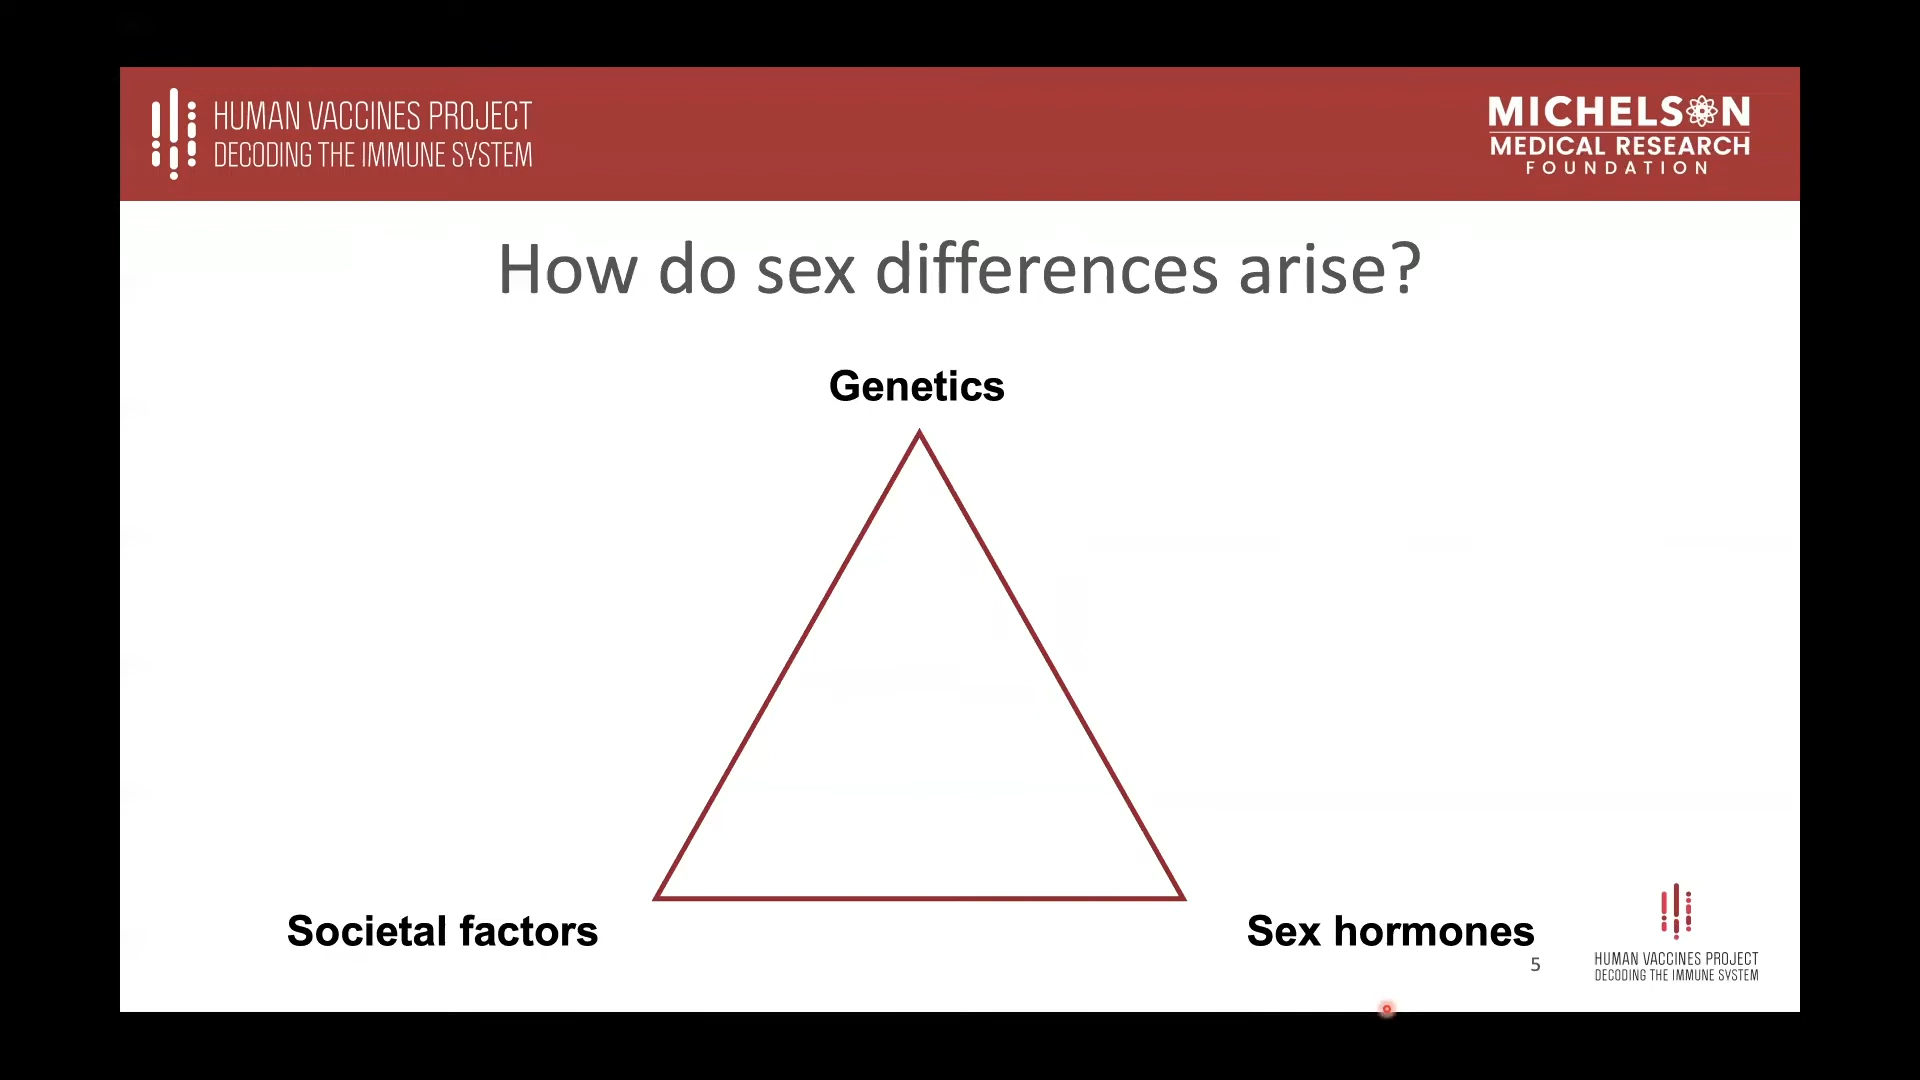 HUMAN VACCINES PROJECT
DECODING THE IMMUNE SYSTEM
MICHELSON
MEDICAL RESEARCH
FOUNDATION
How do sex differences arise?
Genetics
Societal factors
Sex hormones
5
HUMAN VACCINES PROJECT
DECODING THE IMMUNE SYSTEM